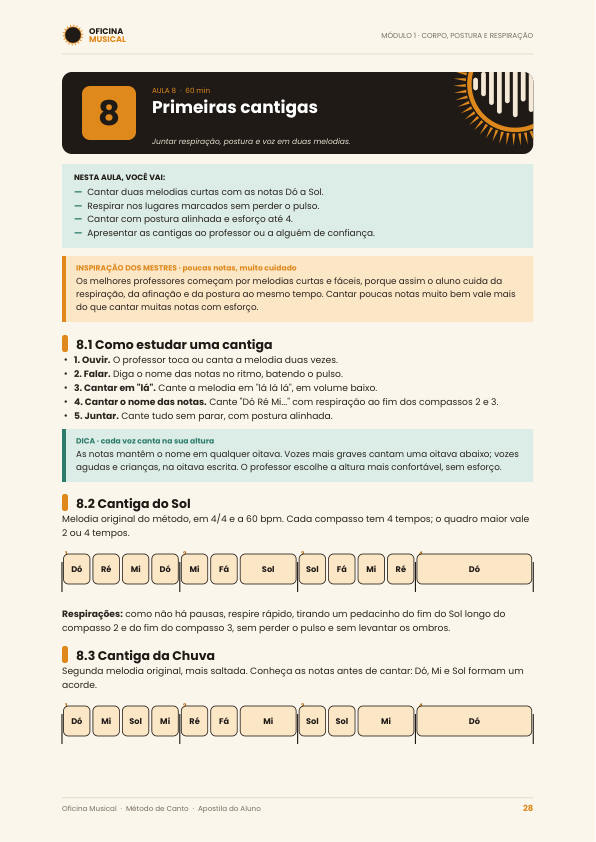 OFICINA
MUSICAL
MÓDULO 1 · CORPO, POSTURA E RESPIRAÇÃO
8
AULA 8 · 60 min
Primeiras cantigas
Juntar respiração, postura e voz em duas melodias.
NESTA AULA, VOCÊ VAI:
— Cantar duas melodias curtas com as notas Dó a Sol.
— Respirar nos lugares marcados sem perder o pulso.
— Cantar com postura alinhada e esforço até 4.
— Apresentar as cantigas ao professor ou a alguém de confiança.
INSPIRAÇÃO DOS MESTRES · poucas notas, muito cuidado
Os melhores professores começam por melodias curtas e fáceis, porque assim o aluno cuida da
respiração, da afinação e da postura ao mesmo tempo. Cantar poucas notas muito bem vale mais
do que cantar muitas notas com esforço.
8.1 Como estudar uma cantiga
• 1. Ouvir. O professor toca ou canta a melodia duas vezes.
• 2. Falar. Diga o nome das notas no ritmo, batendo o pulso.
• 3. Cantar em "lá". Cante a melodia em "lá lá lá", em volume baixo.
• 4. Cantar o nome das notas. Cante "Dó Ré Mi..." com respiração ao fim dos compassos 2 e 3.
• 5. Juntar. Cante tudo sem parar, com postura alinhada.
DICA · cada voz canta na sua altura
As notas mantêm o nome em qualquer oitava. Vozes mais graves cantam uma oitava abaixo; vozes
agudas e crianças, na oitava escrita. O professor escolhe a altura mais confortável, sem esforço.
8.2 Cantiga do Sol
Melodia original do método, em 4/4 e a 60 bpm. Cada compasso tem 4 tempos; o quadro maior vale
2 ou 4 tempos.
Dó Ré Mi Dó Mi Fá Sol Sol Fá Mi Ré Dó
Respirações: como não há pausas, respire rápido, tirando um pedacinho do fim do Sol longo do
compasso 2 e do fim do compasso 3, sem perder o pulso e sem levantar os ombros.
8.3 Cantiga da Chuva
Segunda melodia original, mais saltada. Conheça as notas antes de cantar: Dó, Mi e Sol formam um
acorde.
Dó Mi Sol Mi Ré Fá Mi Sol Sol Mi Dó
Oficina Musical · Método de Canto · Apostila do Aluno
28